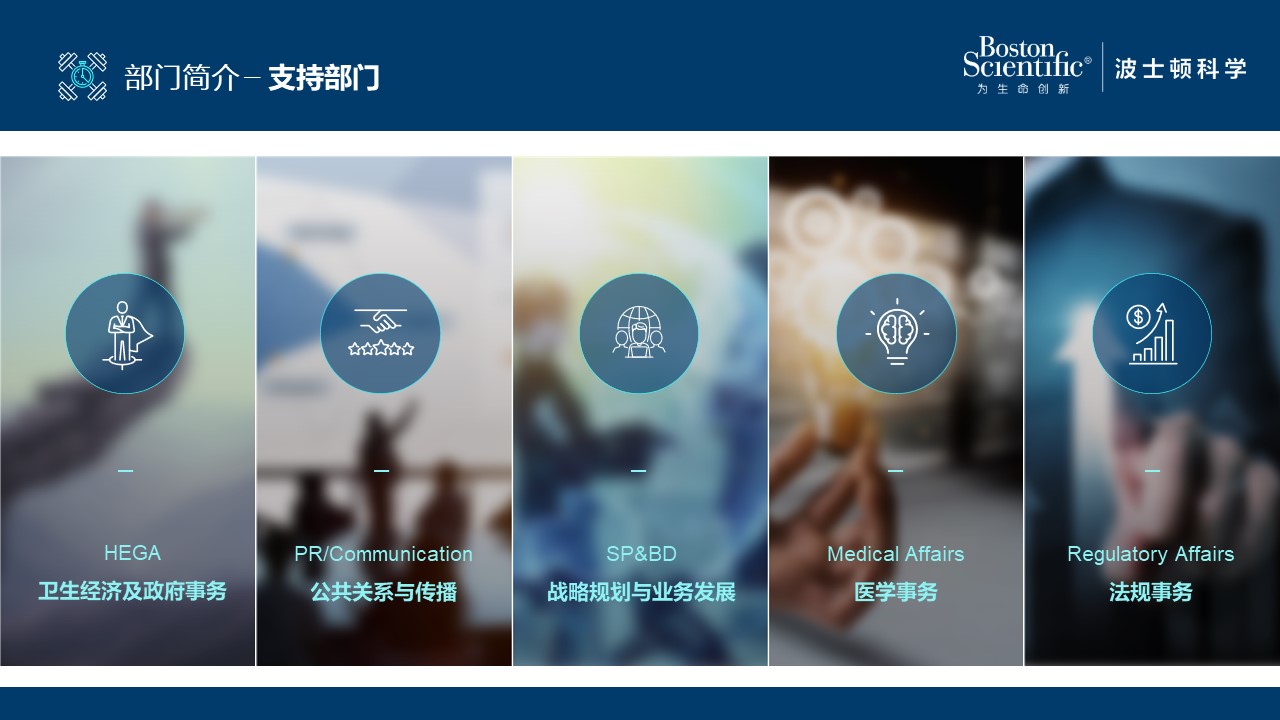 部门简介 — 支持部门
Boston
Scientific®
为生命创新
波士顿科学
HEGA
卫生经济及政府事务
PR/Communication
公共关系与传播
SP&BD
战略规划与业务发展
Medical Affairs
医学事务
Regulatory Affairs
法规事务